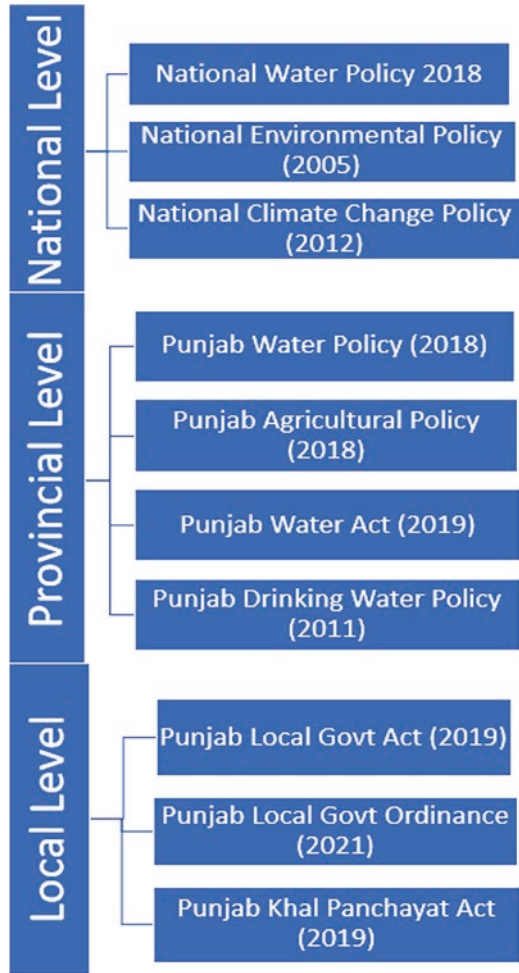 National Level
National Water Policy 2018
National Environmental Policy
(2005)
National Climate Change Policy
(2012)
Provincial Level
Punjab Water Policy (2018)
Punjab Agricultural Policy
(2018)
Punjab Water Act (2019)
Punjab Drinking Water Policy
(2011)
Local Level
Punjab Local Govt Act (2019)
Punjab Local Govt Ordinance
(2021)
Punjab Khal Panchayat Act
(2019)